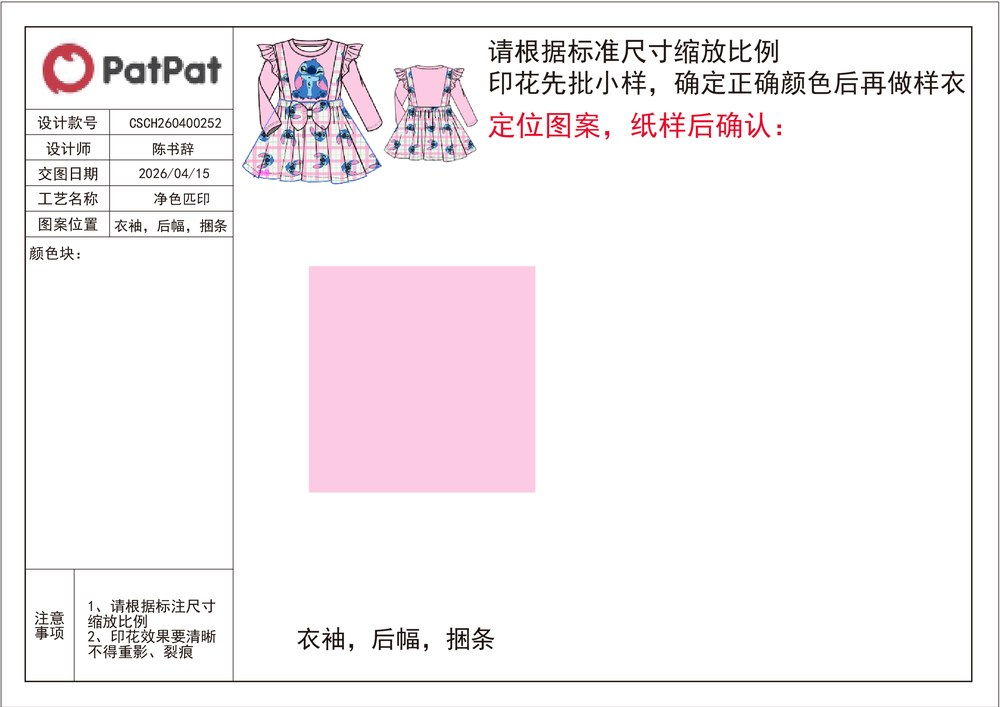 PatPat
请根据标准尺寸缩放比例
印花先批小样，确定正确颜色后再做样衣
定位图案，纸样后确认：
设计款号 CSCH260400252
设计师 陈书辞
交图日期 2026/04/15
工艺名称 净色匹印
图案位置 衣袖，后幅，捆条
颜色块：
注意
事项
1、请根据标注尺寸
缩放比例
2、印花效果要清晰
不得重影、裂痕
衣袖，后幅，捆条